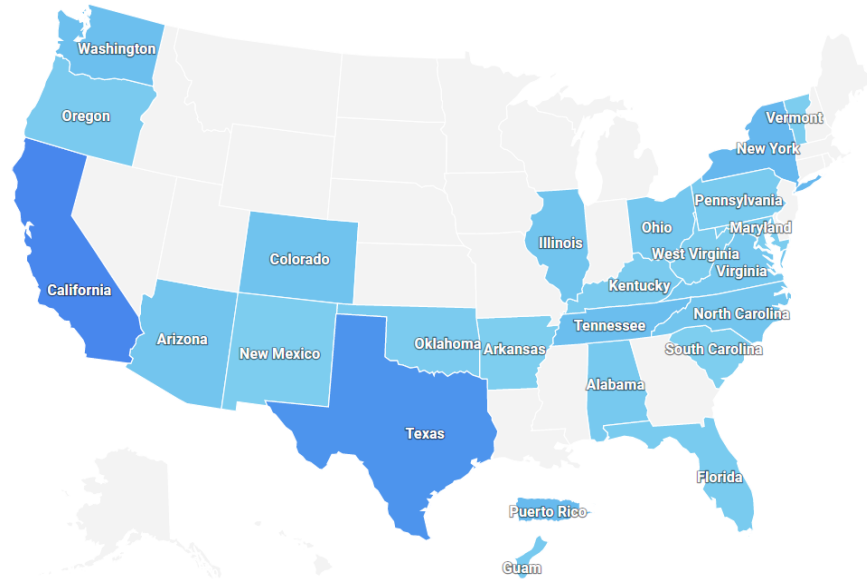 Washington
Vermont
Oregon
New York
Pennsylvania
Ohio
Maryland
Illinois
West Virginia
Colorado
Virginia
Kentucky
California
North Carolina
Tennessee
Arizona
Oklahoma
Arkansas
South Carolina
New Mexico
Alabama
Texas
Florida
Puerto Rico
Guam